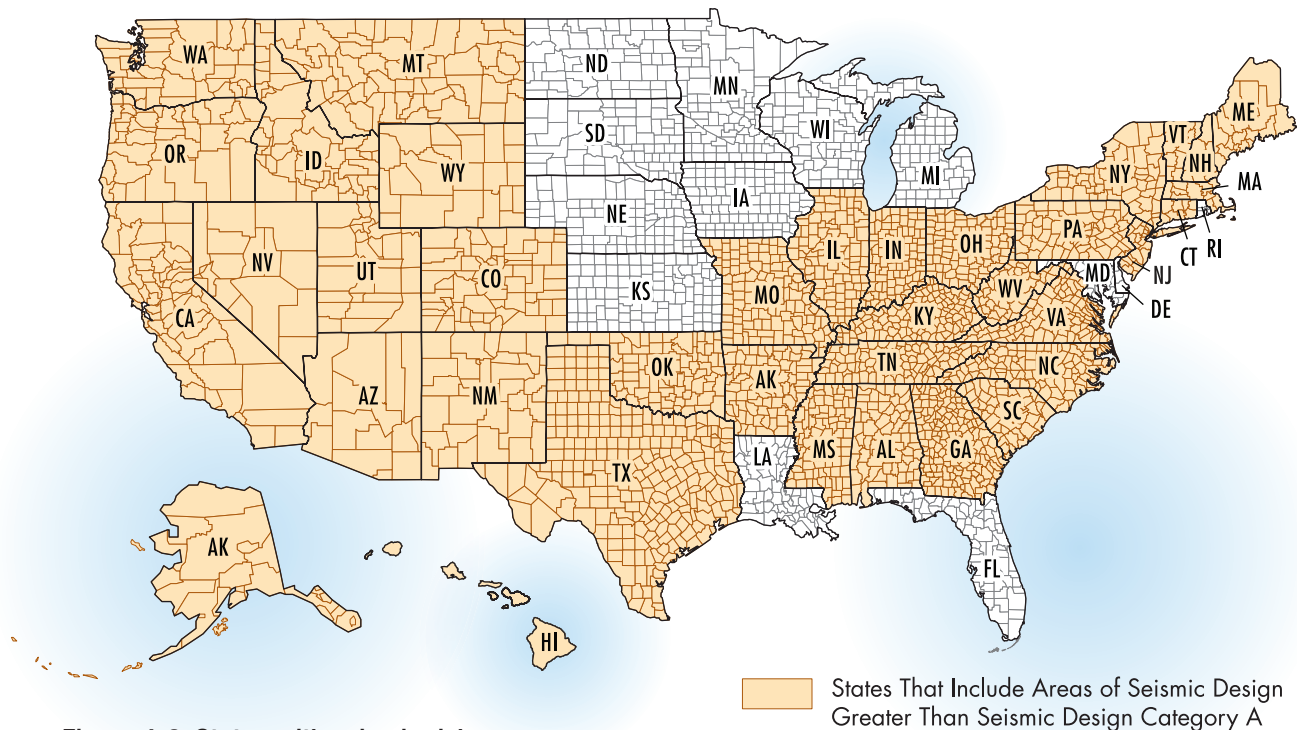 WA
MT
ND
MN
ME
VT
NH
MA
NY
WI
MI
SD
OR
ID
WY
IA
NE
PA
CT
RI
NJ
MD
DE
IL
IN
OH
WV
VA
NV
UT
CO
KS
MO
KY
CA
TN
NC
OK
AK
AZ
NM
SC
MS
AL
GA
LA
TX
FL
AK
HI
States That Include Areas of Seismic Design
Greater Than Seismic Design Category A